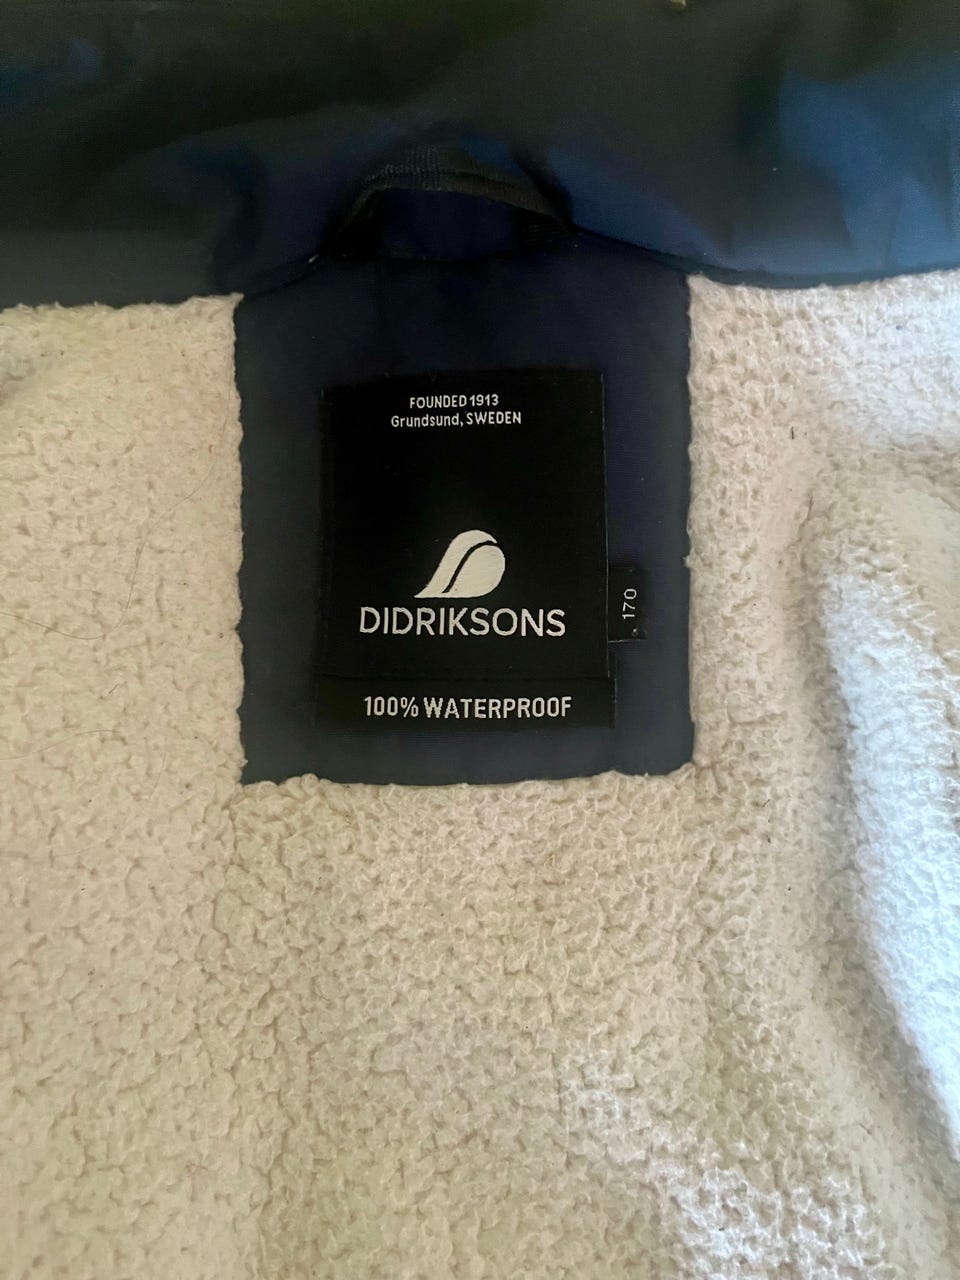 FOUNDED 1913
Grundsund, SWEDEN
DIDRIKSONS
170
100% WATERPROOF